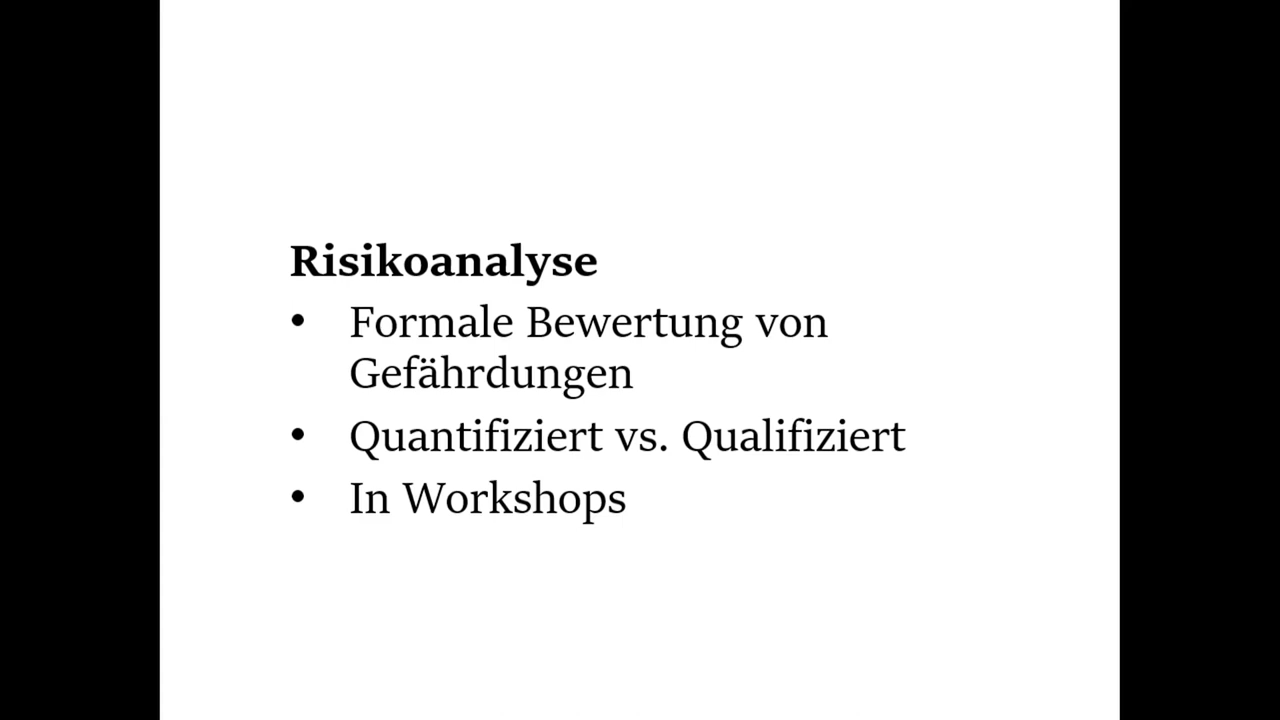 Risikoanalyse
• Formale Bewertung von
Gefährdungen
• Quantifiziert vs. Qualifiziert
• In Workshops